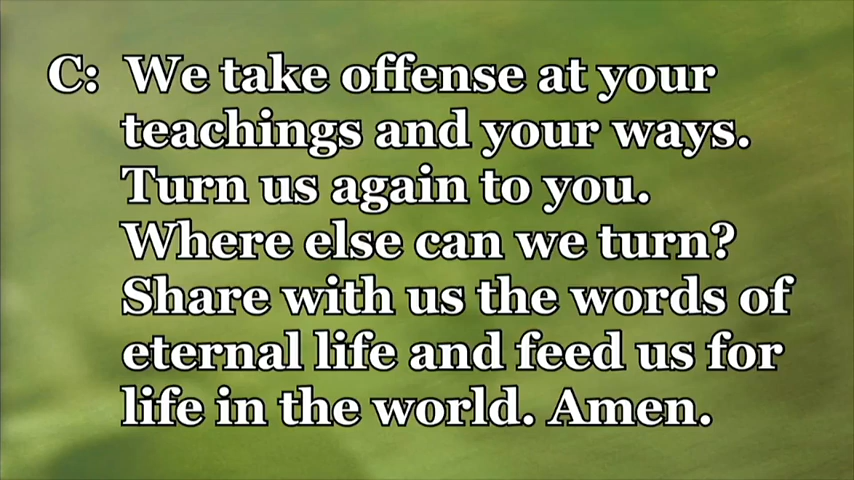 C: We take offense at your
teachings and your ways.
Turn us again to you.
Where else can we turn?
Share with us the words of
eternal life and feed us for
life in the world. Amen.